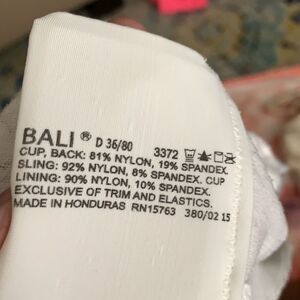 BALI ® D 36/80 3372
CUP, BACK: 81% NYLON, 19% SPANDEX.
SLING: 92% NYLON, 8% SPANDEX. CUP
LINING: 90% NYLON, 10% SPANDEX.
EXCLUSIVE OF TRIM AND ELASTICS.
MADE IN HONDURAS RN15763 380/02 15